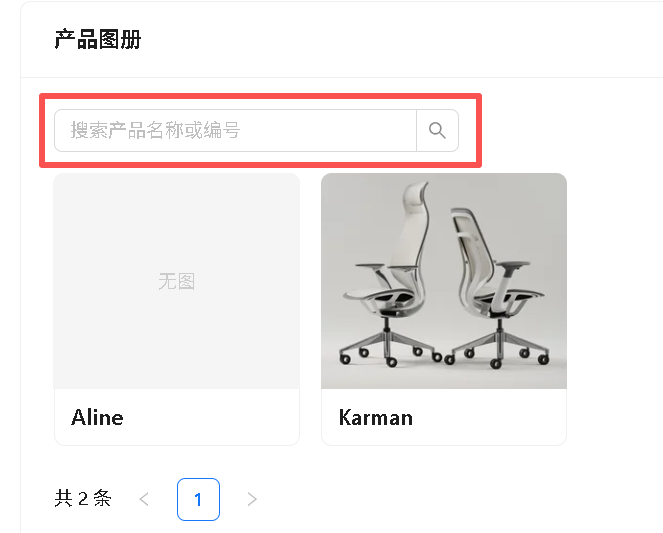 产品图册
搜索产品名称或编号
无图
Aline
Karman
共 2 条
1